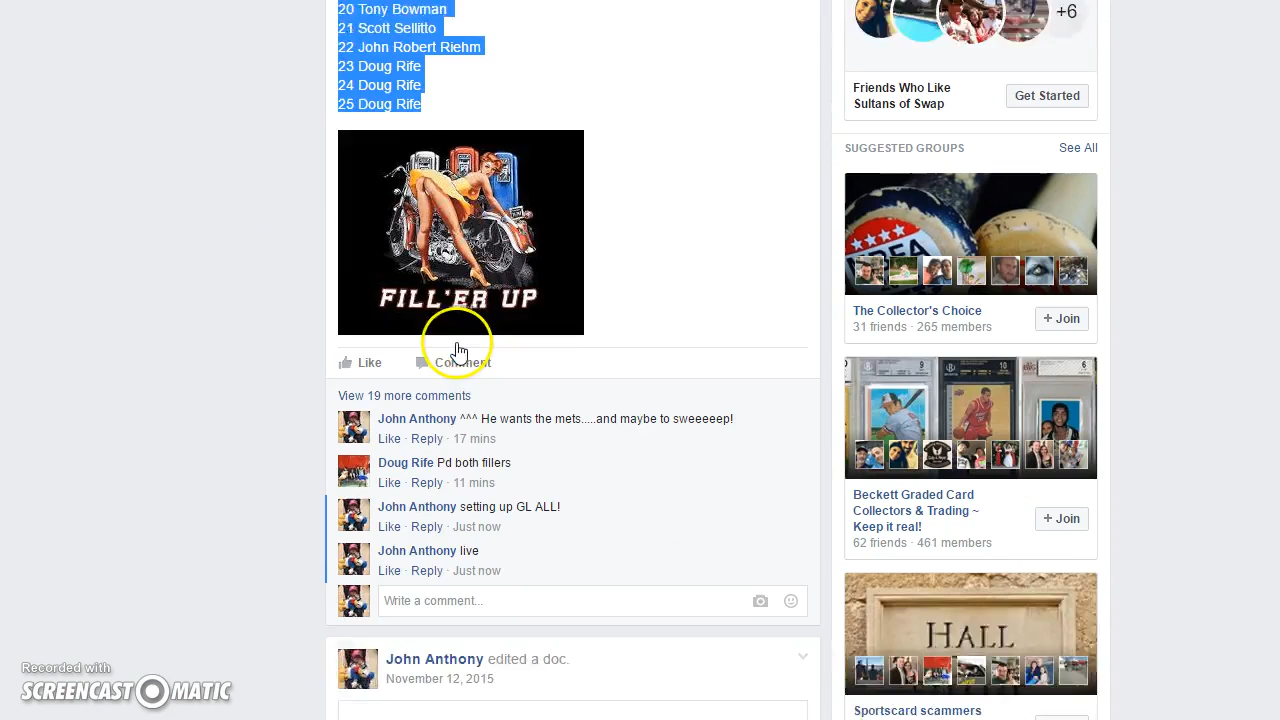 20 Tony Bowman
21 Scott Sellitto
22 John Robert Riehm
23 Doug Rife
24 Doug Rife
25 Doug Rife
FILL'ER UP
Like Comment
View 19 more comments
John Anthony ^^^ He wants the mets.....and maybe to sweeeeep!
Like · Reply · 17 mins
Doug Rife Pd both fillers
Like · Reply · 11 mins
John Anthony setting up GL ALL!
Like · Reply · Just now
John Anthony live
Like · Reply · Just now
Write a comment...
John Anthony edited a doc.
November 12, 2015
+6
Friends Who Like
Sultans of Swap
Get Started
SUGGESTED GROUPS
See All
The Collector's Choice
31 friends · 265 members
+ Join
Beckett Graded Card
Collectors & Trading ~
Keep it real!
62 friends · 461 members
+ Join
HALL
Sportscard scammers
Recorded with
SCREENCAST-O-MATIC